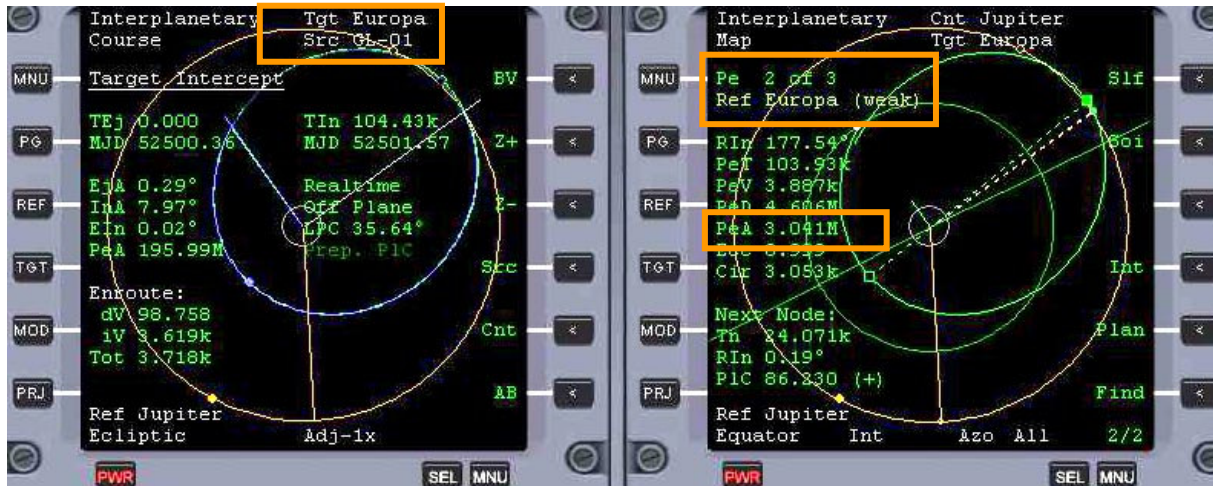 Interplanetary Tgt Europa
Course Src GL-01
Target Intercept
TEj 0.000 TIn 104.43k
MJD 52500.36 MJD 52501.57
EjA 0.29° Realtime
InA 7.97° Off Plane
EIn 0.02° LPC 35.64°
PeA 195.99M Prep. PlC
Enroute:
dV 98.758
iV 3.619k
Tot 3.718k
Ref Jupiter
Ecliptic Adj-1x
MNU
PG
REF
TGT
MOD
PRJ
BV <
Z+ <
Z- <
Src <
Cnt <
AB <
PWR SEL MNU
Interplanetary Cnt Jupiter
Map Tgt Europa
Pe 2 of 3
Ref Europa (weak)
RIn 177.54°
PeT 103.93k
PeV 3.887k
PeD 4.606M
PeA 3.041M
Cir 3.053k
Next Node:
Tn 24.071k
RIn 0.19°
PlC 86.230 (+)
Ref Jupiter
Equator Int Azo All 2/2
MNU
PG
REF
TGT
MOD
PRJ
Slf <
Soi <
<
Int <
Plan <
Find <
PWR SEL MNU